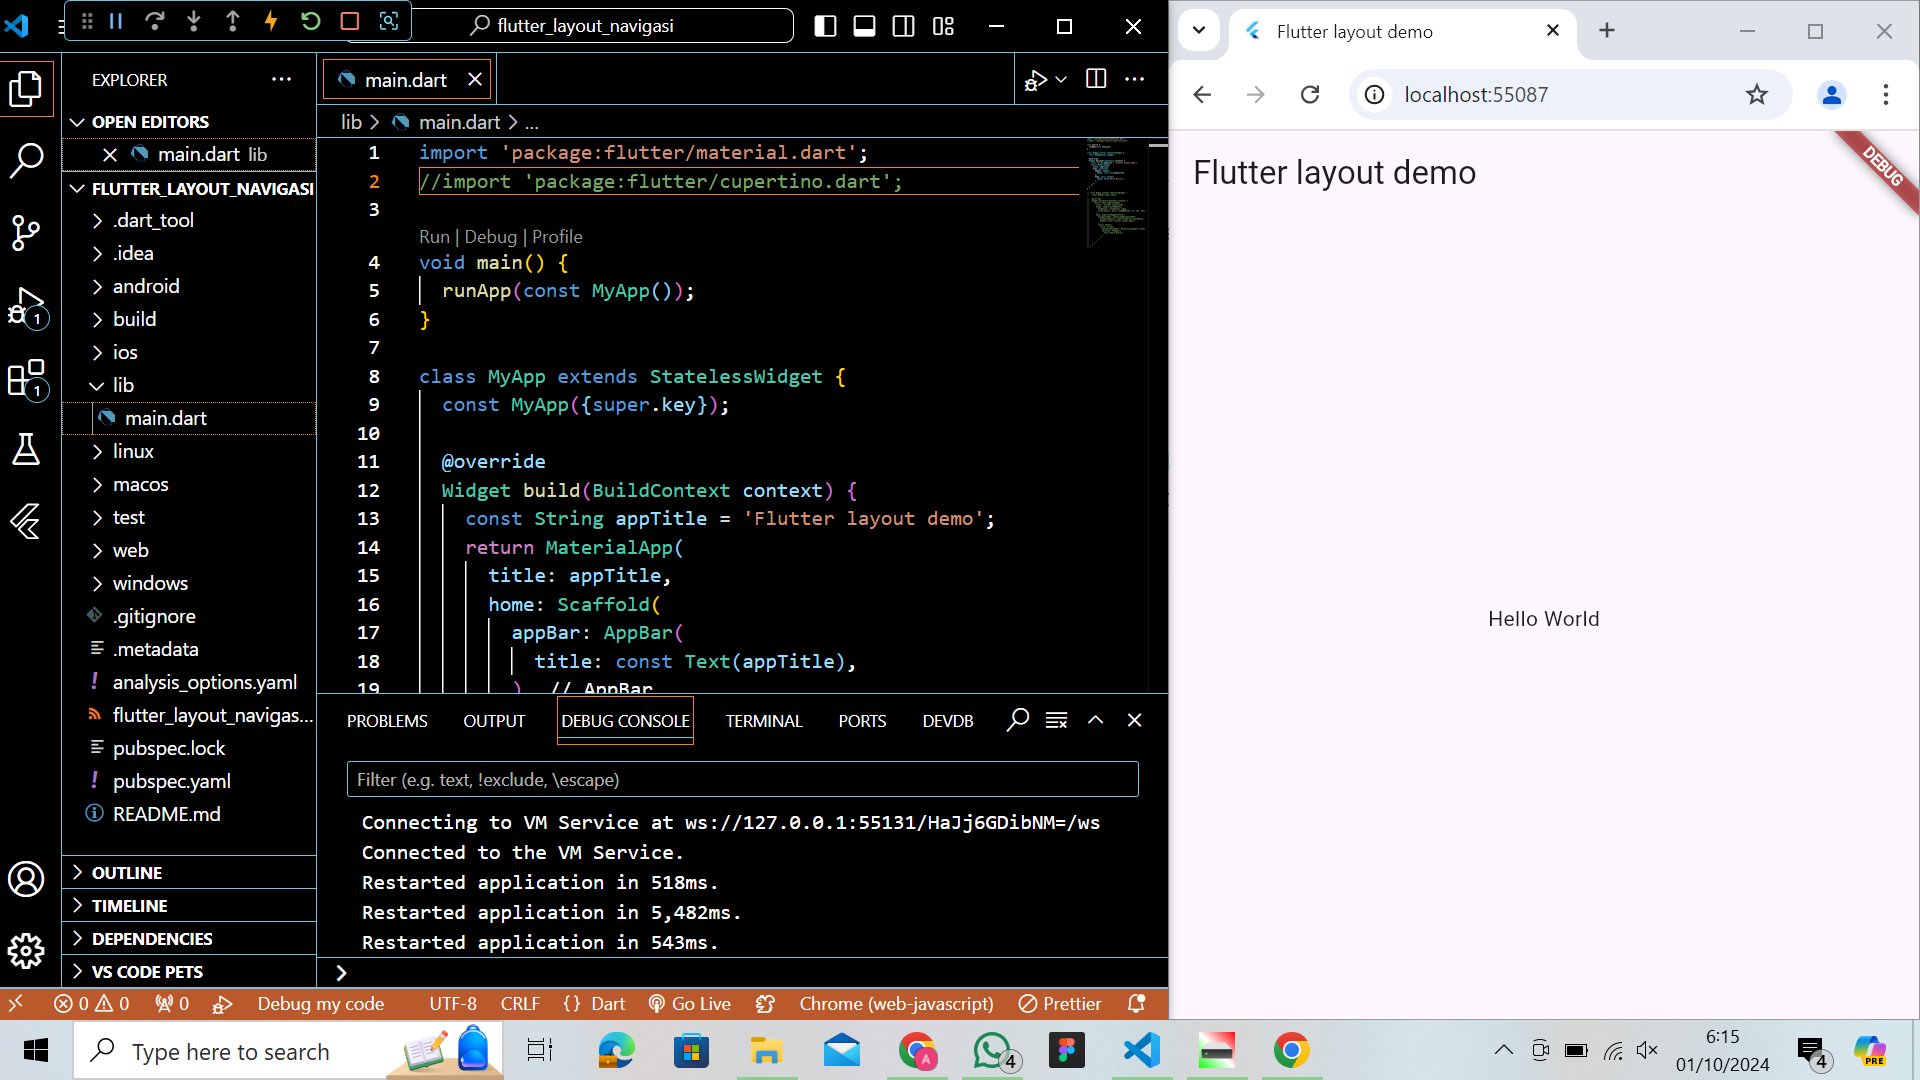 flutter_layout_navigasi
EXPLORER
OPEN EDITORS
main.dart lib
FLUTTER_LAYOUT_NAVIGASI
.dart_tool
.idea
android
build
ios
lib
main.dart
linux
macos
test
web
windows
.gitignore
.metadata
! analysis_options.yaml
flutter_layout_navigas...
pubspec.lock
! pubspec.yaml
README.md
OUTLINE
TIMELINE
DEPENDENCIES
VS CODE PETS
1
1
main.dart
lib > main.dart > ...
1 import 'package:flutter/material.dart';
2 //import 'package:flutter/cupertino.dart';
3
Run | Debug | Profile
4 void main() {
5 runApp(const MyApp());
6 }
7
8 class MyApp extends StatelessWidget {
9 const MyApp({super.key});
10
11 @override
12 Widget build(BuildContext context) {
13 const String appTitle = 'Flutter layout demo';
14 return MaterialApp(
15 title: appTitle,
16 home: Scaffold(
17 appBar: AppBar(
18 title: const Text(appTitle),
19 ), // AppBar
PROBLEMS OUTPUT DEBUG CONSOLE TERMINAL PORTS DEVDB
Filter (e.g. text, !exclude, \escape)
Connecting to VM Service at ws://127.0.0.1:55131/HaJj6GDibNM=/ws
Connected to the VM Service.
Restarted application in 518ms.
Restarted application in 5,482ms.
Restarted application in 543ms.
0 0 0 Debug my code UTF-8 CRLF {} Dart Go Live Chrome (web-javascript) Prettier
Flutter layout demo
localhost:55087
Flutter layout demo
DEBUG
Hello World
Type here to search
A
4
6:15
01/10/2024
4
PRE